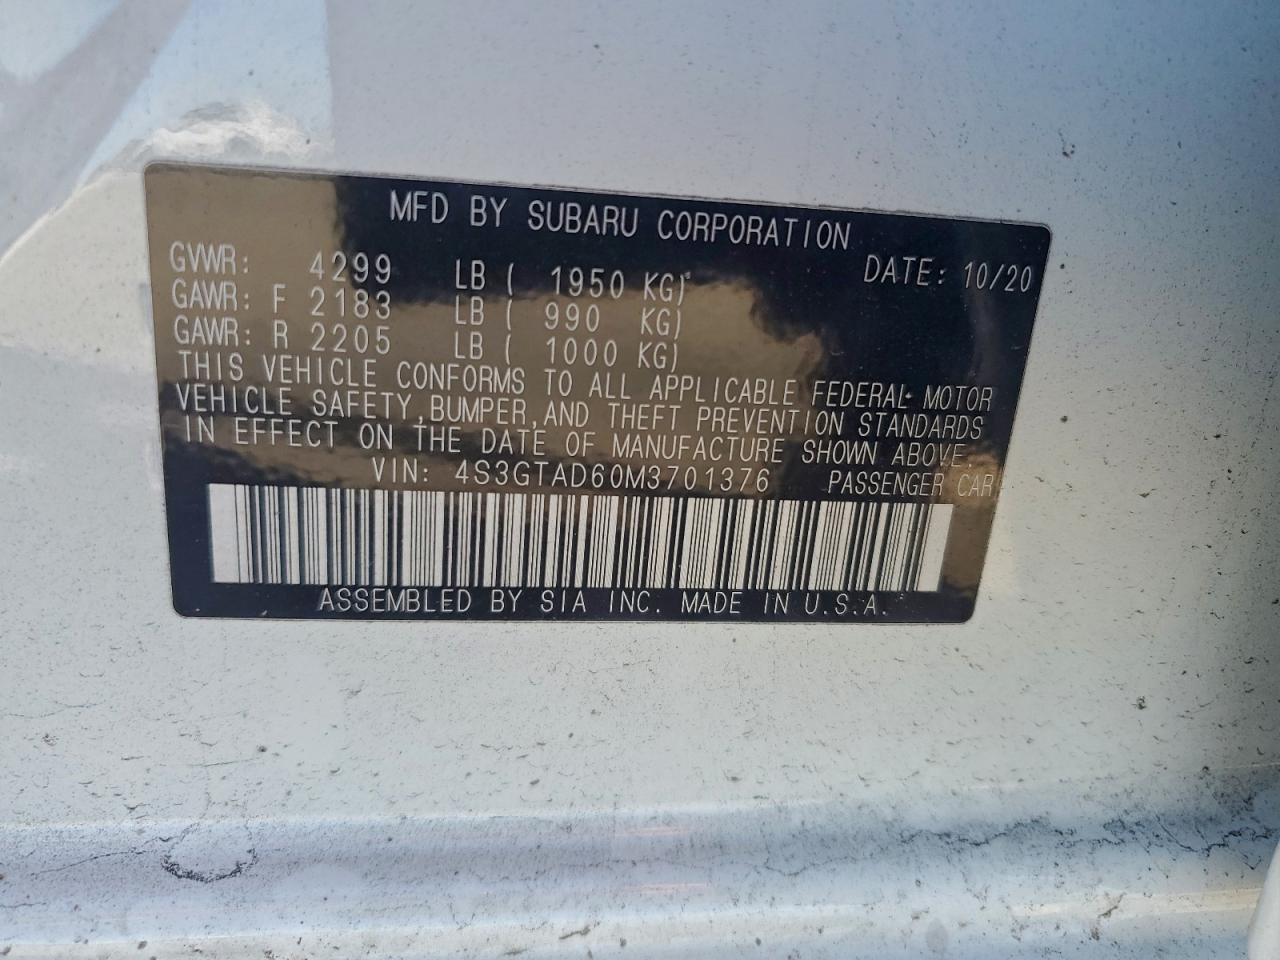 MFD BY SUBARU CORPORATION
GVWR: 4299 LB ( 1950 KG) DATE: 10/20
GAWR: F 2183 LB ( 990 KG)
GAWR: R 2205 LB ( 1000 KG)
THIS VEHICLE CONFORMS TO ALL APPLICABLE FEDERAL MOTOR
VEHICLE SAFETY,BUMPER,AND THEFT PREVENTION STANDARDS
IN EFFECT ON THE DATE OF MANUFACTURE SHOWN ABOVE.
VIN: 4S3GTAD60M3701376 PASSENGER CAR
ASSEMBLED BY SIA INC. MADE IN U.S.A.